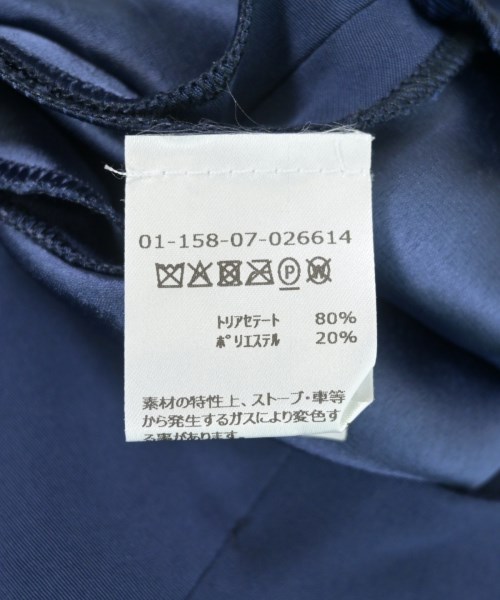 01-158-07-026614
P W
トリアセテート 80%
ポリエステル 20%
素材の特性上、ストーブ・車等
から発生するガスにより変色す
る事があります。